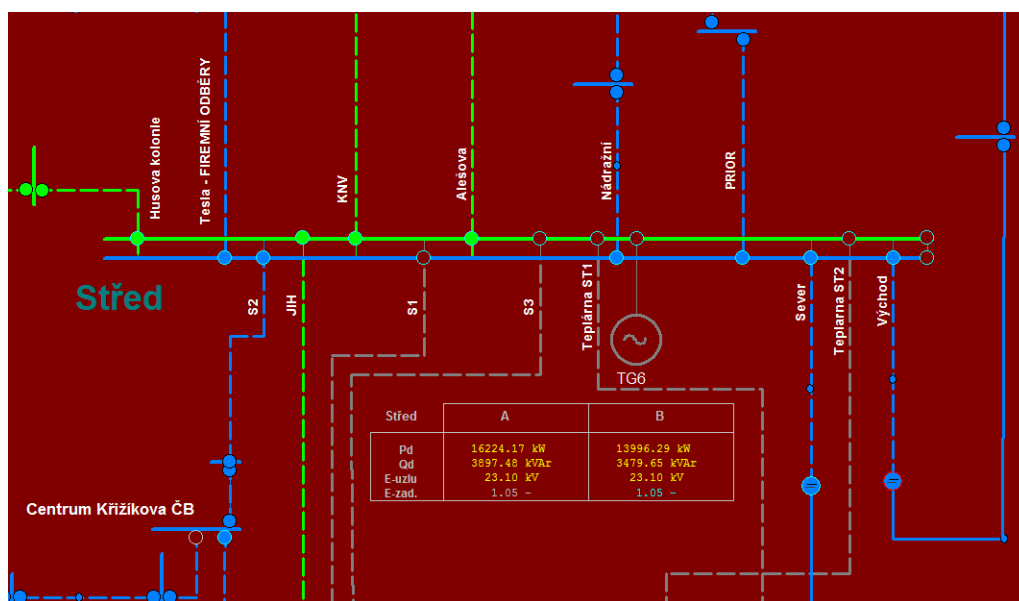 Husova kolonie
Tesla - FIREMNÍ ODBĚRY
KNV
Alešova
Nádražní
PRIOR
Střed
S2
JIH
S1
S3
Teplárna ST1
Sever
Teplarna ST2
Východ
TG6
Střed A B
Pd 16224.17 kW 13996.29 kW
Qd 3897.48 kVAr 3479.65 kVAr
E-uzlu 23.10 kV 23.10 kV
E-zad. 1.05 - 1.05 -
Centrum Křižíkova ČB